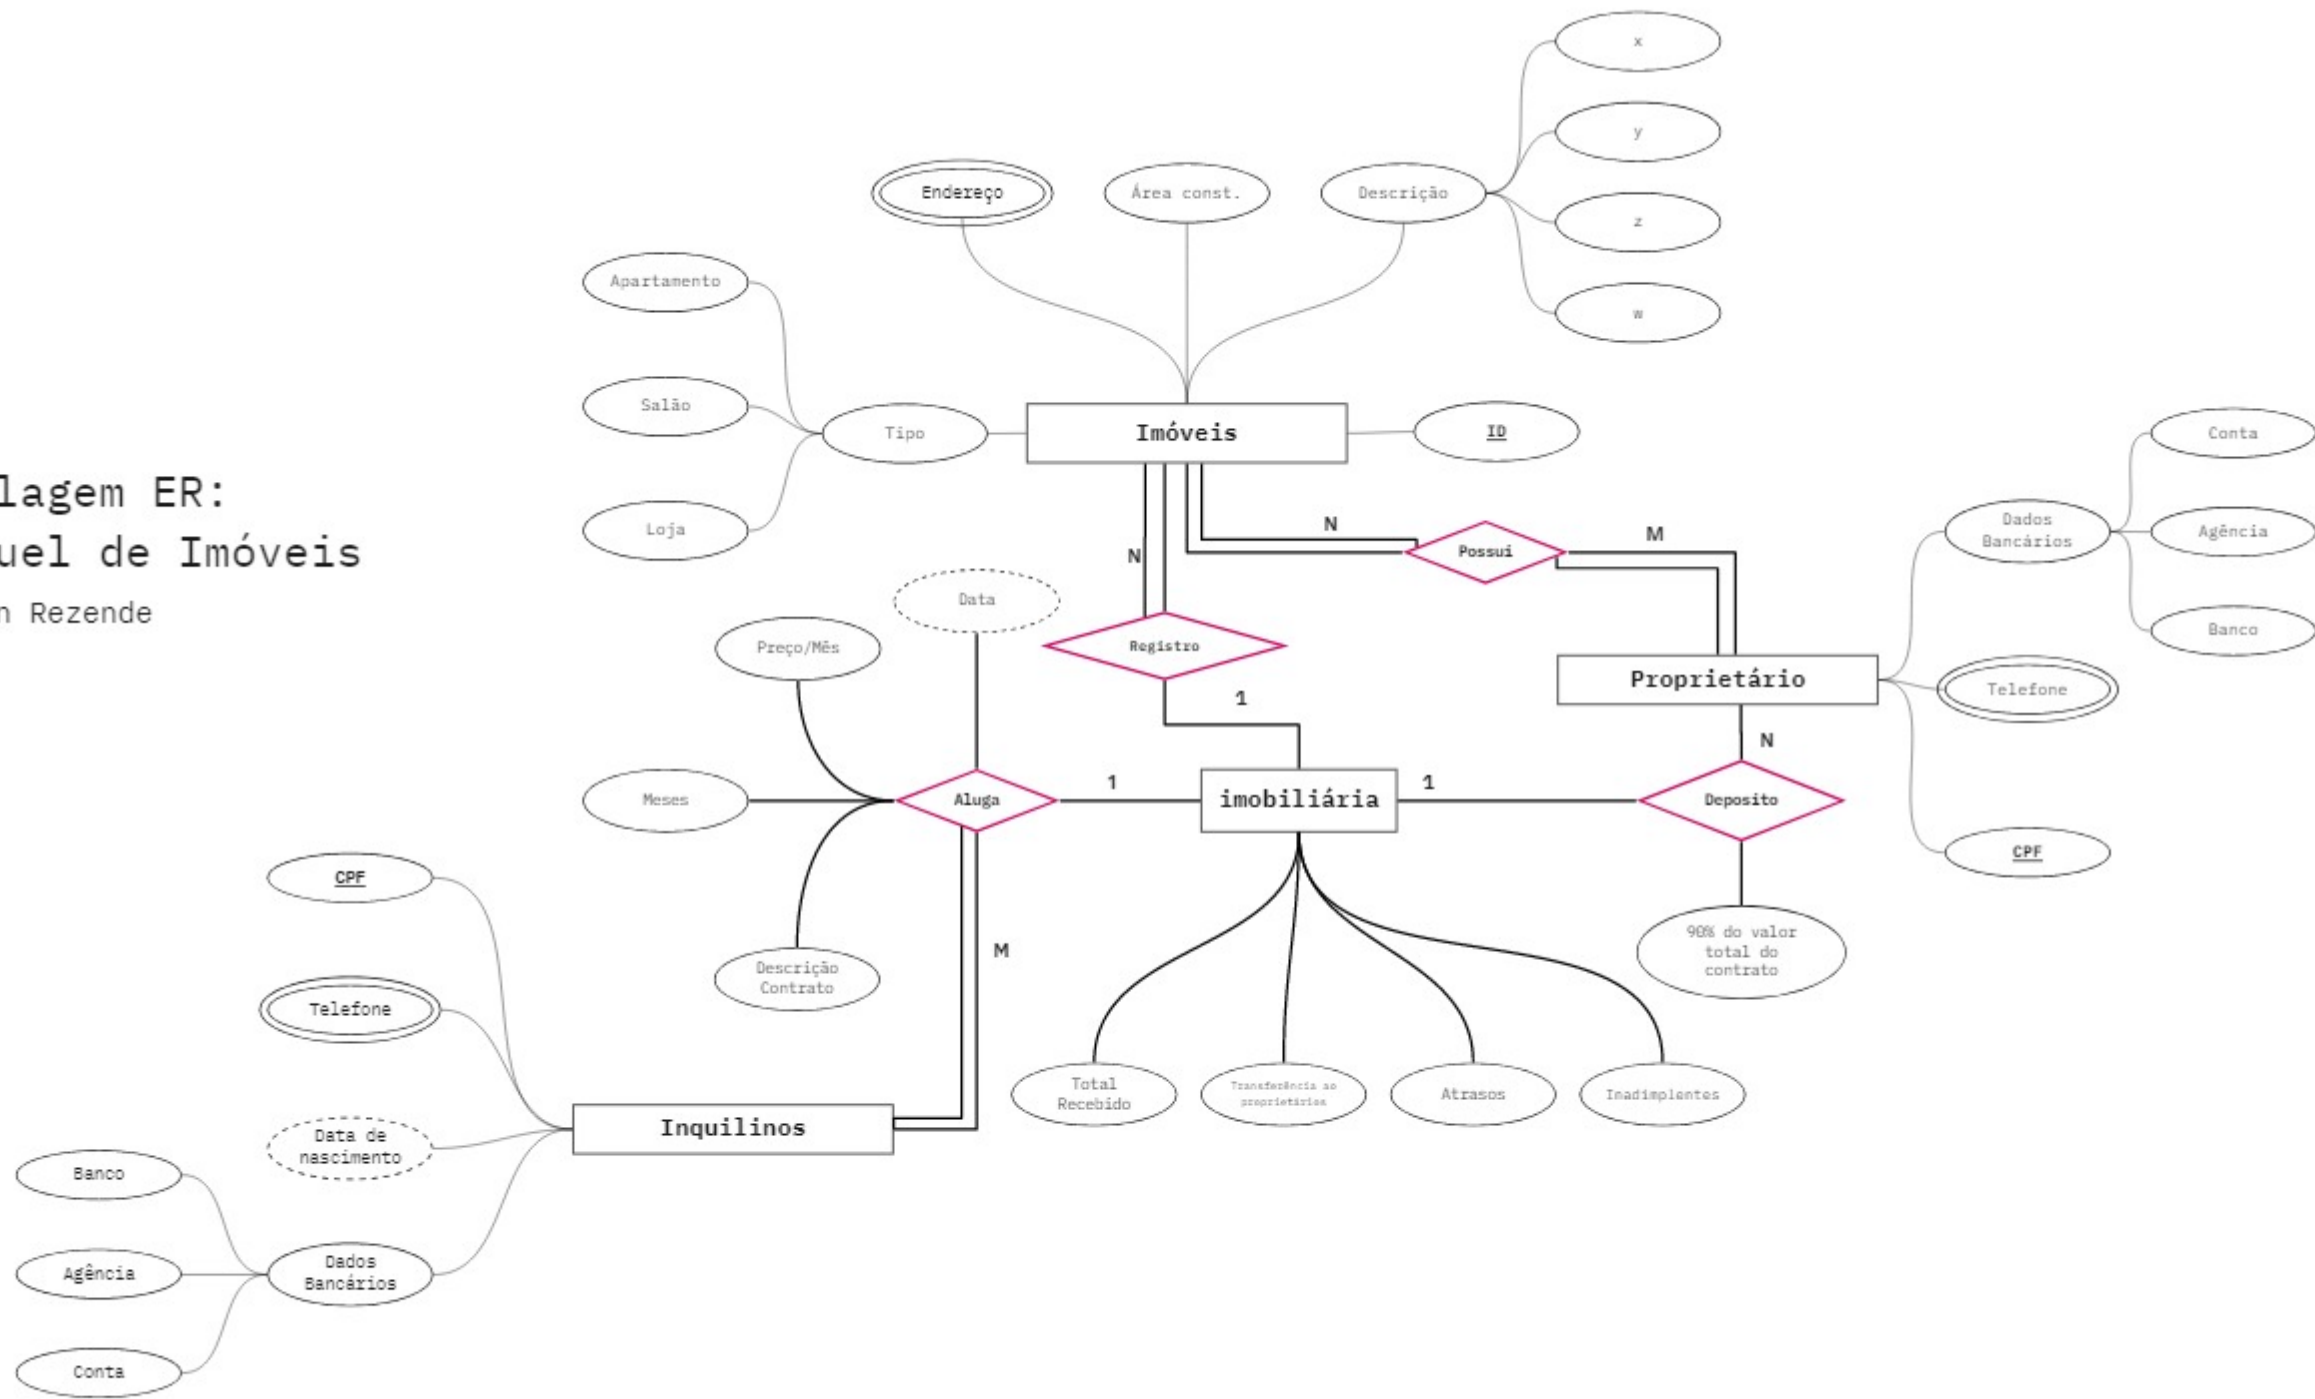 x
y
Endereço
Área const.
Descrição
z
Apartamento
w
Salão
Tipo
Imóveis
ID
Conta
lagem ER:
uel de Imóveis
n Rezende
Loja
N
N
Possui
M
Dados
Bancários
Agência
Data
Preço/Mês
Registro
1
Proprietário
Banco
Telefone
N
Meses
Aluga
1
imobiliária
1
Deposito
CPF
CPF
90% do valor
total do
contrato
Descrição
Contrato
M
Telefone
Total
Recebido
Transferência ao
proprietários
Atrasos
Inadimplentes
Inquilinos
Data de
nascimento
Banco
Agência
Dados
Bancários
Conta